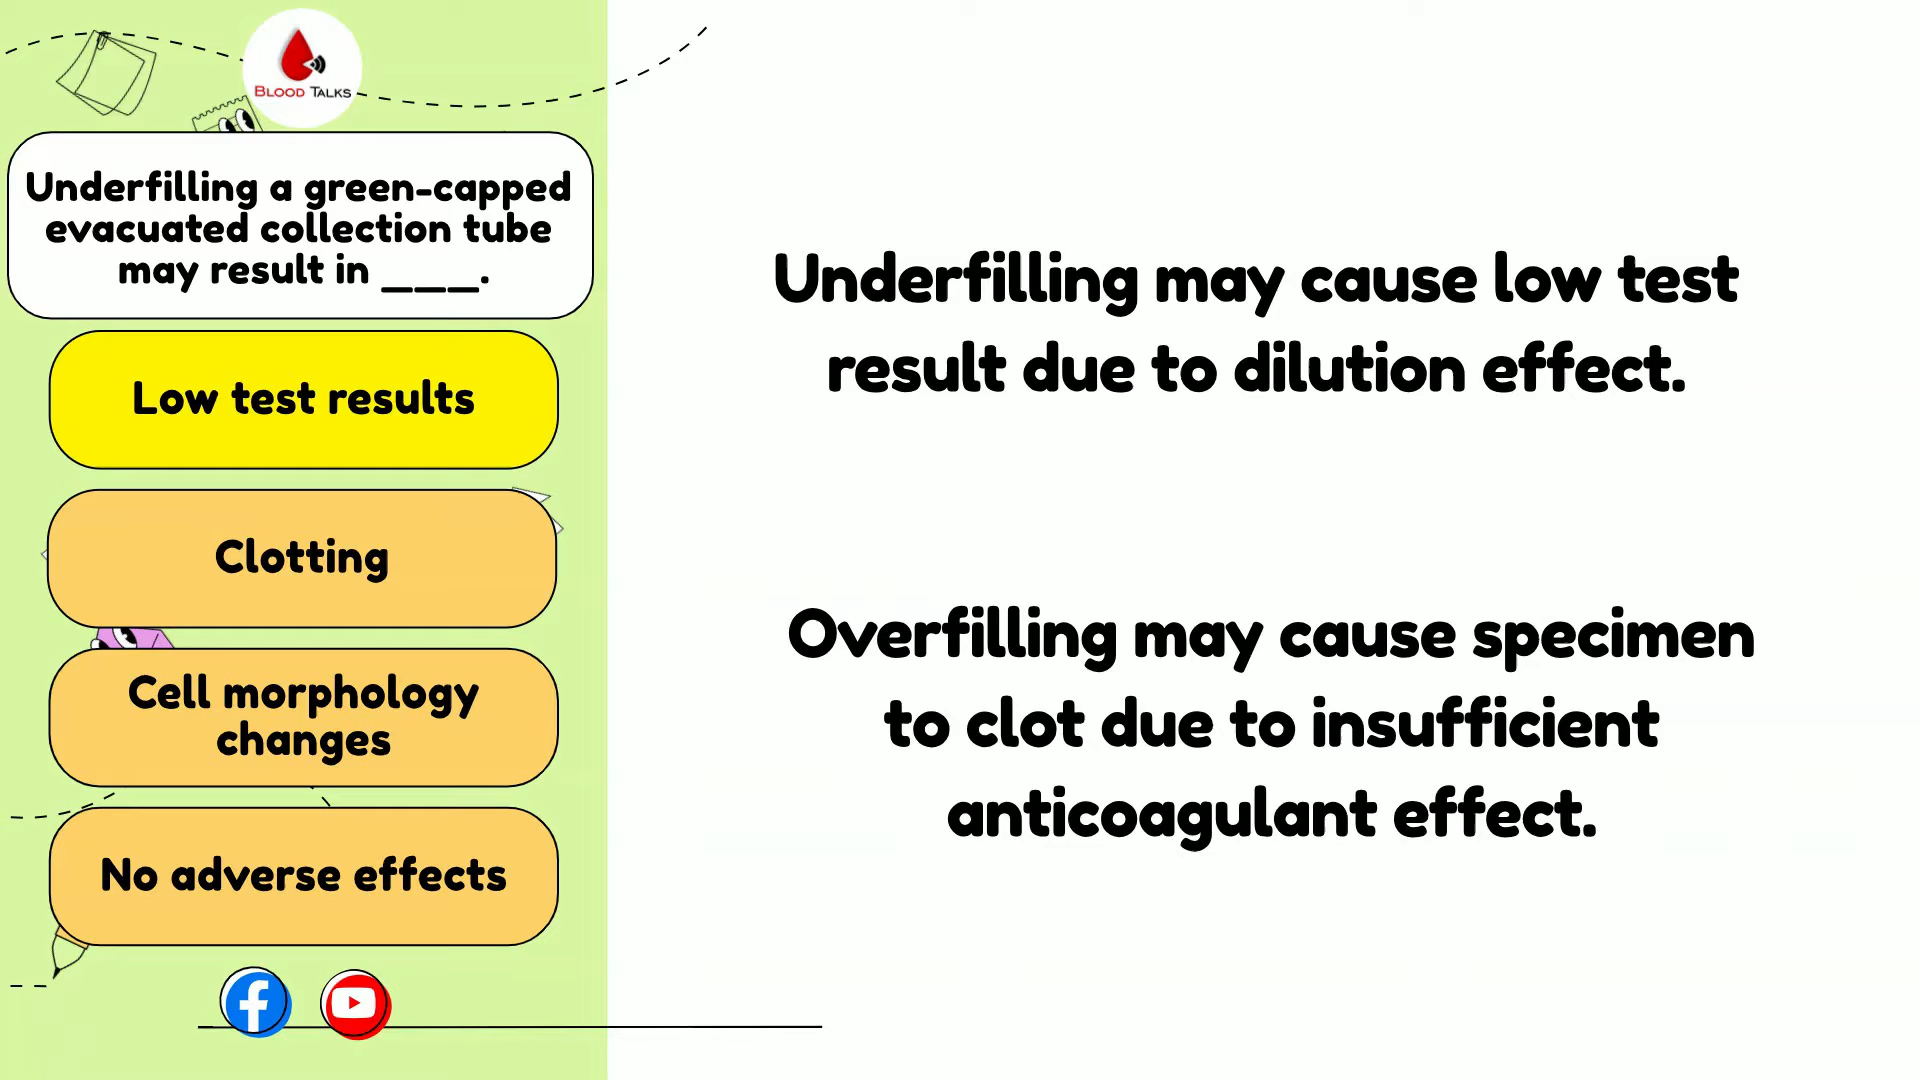 BLOOD TALKS
Underfilling a green-capped
evacuated collection tube
may result in ___.
Low test results
Clotting
Cell morphology
changes
No adverse effects
Underfilling may cause low test
result due to dilution effect.
Overfilling may cause specimen
to clot due to insufficient
anticoagulant effect.